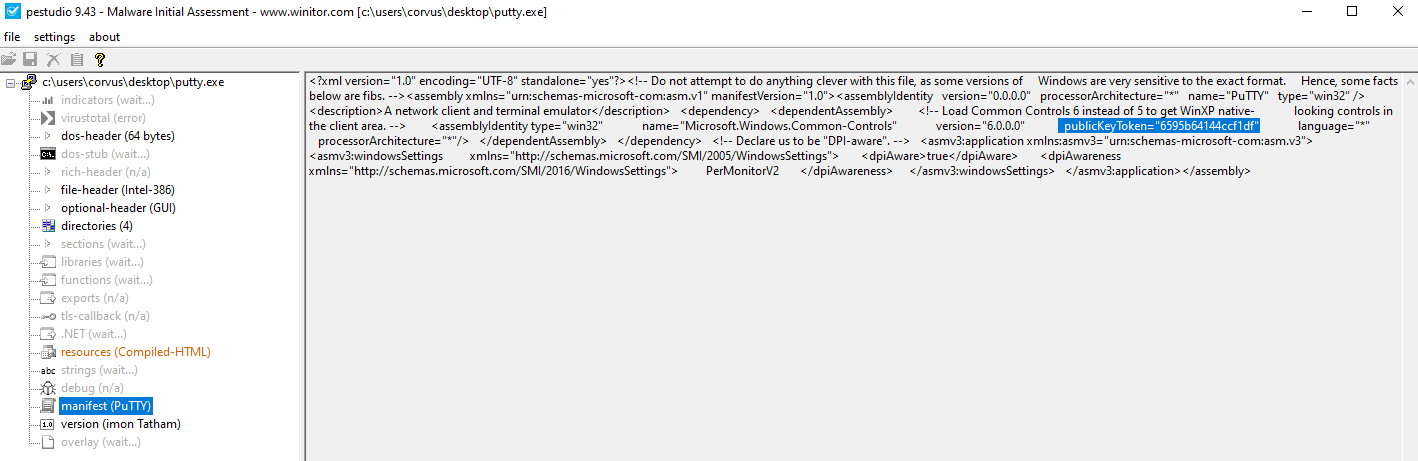 pestudio 9.43 - Malware Initial Assessment - www.winitor.com [c:\users\corvus\desktop\putty.exe]
file settings about
c:\users\corvus\desktop\putty.exe
indicators (wait...)
virustotal (error)
dos-header (64 bytes)
dos-stub (wait...)
rich-header (n/a)
file-header (Intel-386)
optional-header (GUI)
directories (4)
sections (wait...)
libraries (wait...)
functions (wait...)
exports (n/a)
tls-callback (n/a)
.NET (wait...)
resources (Compiled-HTML)
abc strings (wait...)
debug (n/a)
manifest (PuTTY)
1.0 version (imon Tatham)
overlay (wait...)
<?xml version="1.0" encoding="UTF-8" standalone="yes"?><!-- Do not attempt to do anything clever with this file, as some versions of Windows are very sensitive to the exact format. Hence, some facts
below are fibs. --><assembly xmlns="urn:schemas-microsoft-com:asm.v1" manifestVersion="1.0"><assemblyIdentity version="0.0.0.0" processorArchitecture="*" name="PuTTY" type="win32" />
<description>A network client and terminal emulator</description> <dependency> <dependentAssembly> <!-- Load Common Controls 6 instead of 5 to get WinXP native- looking controls in
the client area. --> <assemblyIdentity type="win32" name="Microsoft.Windows.Common-Controls" version="6.0.0.0" publicKeyToken="6595b64144ccf1df" language="*"
processorArchitecture="*"/> </dependentAssembly> </dependency> <!-- Declare us to be "DPI-aware". --> <asmv3:application xmlns:asmv3="urn:schemas-microsoft-com:asm.v3">
<asmv3:windowsSettings xmlns="http://schemas.microsoft.com/SMI/2005/WindowsSettings"> <dpiAware>true</dpiAware> <dpiAwareness
xmlns="http://schemas.microsoft.com/SMI/2016/WindowsSettings"> PerMonitorV2 </dpiAwareness> </asmv3:windowsSettings> </asmv3:application></assembly>